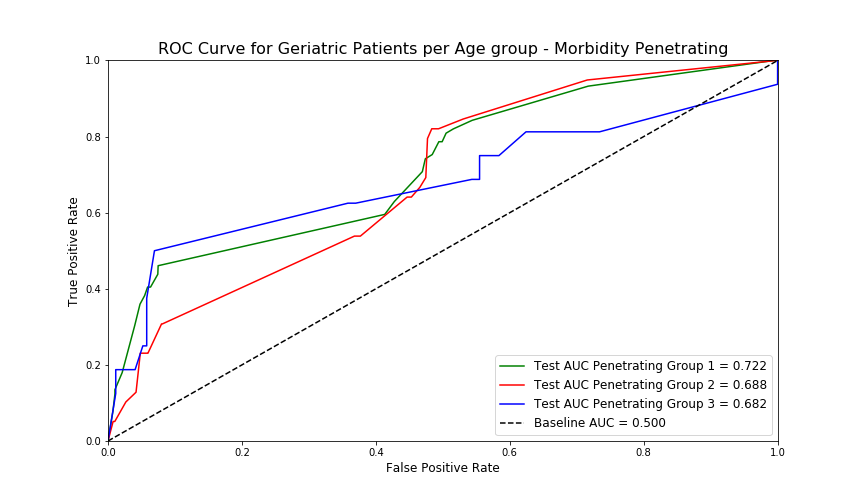 ROC Curve for Geriatric Patients per Age group - Morbidity Penetrating
1.0
0.8
0.6
0.4
0.2
0.0
True Positive Rate
Test AUC Penetrating Group 1 = 0.722
Test AUC Penetrating Group 2 = 0.688
Test AUC Penetrating Group 3 = 0.682
Baseline AUC = 0.500
0.0 0.2 0.4 0.6 0.8 1.0
False Positive Rate